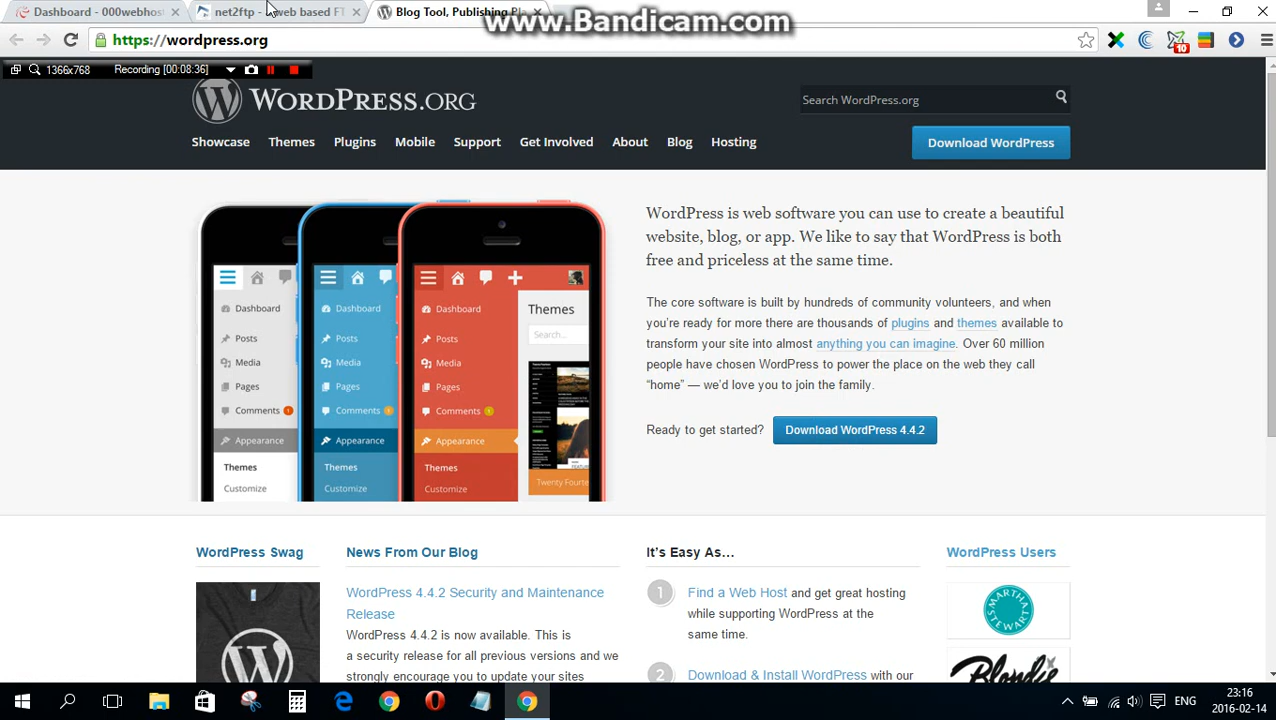 Dashboard - 000webhos
net2ftp - web based FT
Blog Tool, Publishing Pla
www.Bandicam.com
https://wordpress.org
10
1366x768
Recording [00:08:36]
WORDPRESS.ORG
Search WordPress.org
Showcase
Themes
Plugins
Mobile
Support
Get Involved
About
Blog
Hosting
Download WordPress
Dashboard
Posts
Media
Pages
Comments
Appearance
Themes
Customize
Dashboard
Posts
Media
Pages
Comments
Appearance
Themes
Customize
Dashboard
Posts
Media
Pages
Comments
Appearance
Themes
Customize
Themes
Search...
Twenty Fourte
WordPress is web software you can use to create a beautiful
website, blog, or app. We like to say that WordPress is both
free and priceless at the same time.
The core software is built by hundreds of community volunteers, and when
you’re ready for more there are thousands of plugins and themes available to
transform your site into almost anything you can imagine. Over 60 million
people have chosen WordPress to power the place on the web they call
“home” — we’d love you to join the family.
Ready to get started?
Download WordPress 4.4.2
WordPress Swag
News From Our Blog
WordPress 4.4.2 Security and Maintenance
Release
WordPress 4.4.2 is now available. This is
a security release for all previous versions and we
strongly encourage you to update your sites
It’s Easy As…
1
Find a Web Host and get great hosting
while supporting WordPress at the
same time.
2
Download & Install WordPress with our
WordPress Users
MARTHA
STEWART
Blondie
ENG
23:16
2016-02-14